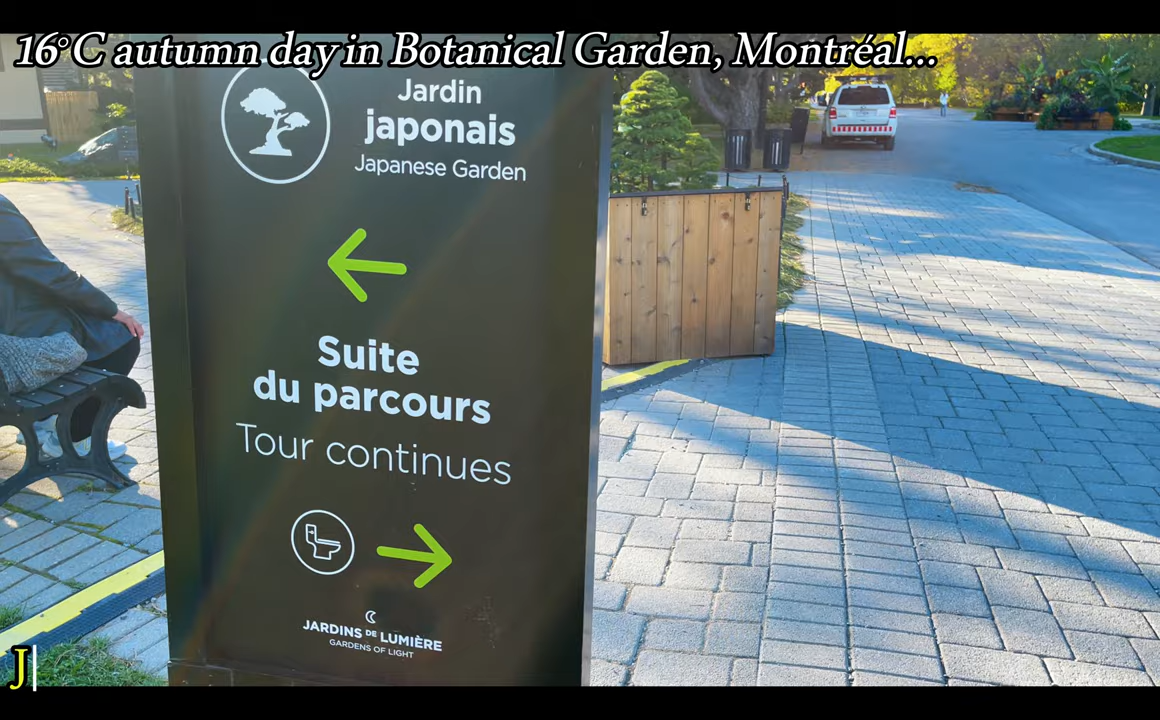 16°C autumn day in Botanical Garden, Montréal...
Jardin
japonais
Japanese Garden
Suite
du parcours
Tour continues
JARDINS DE LUMIÈRE
GARDENS OF LIGHT
J